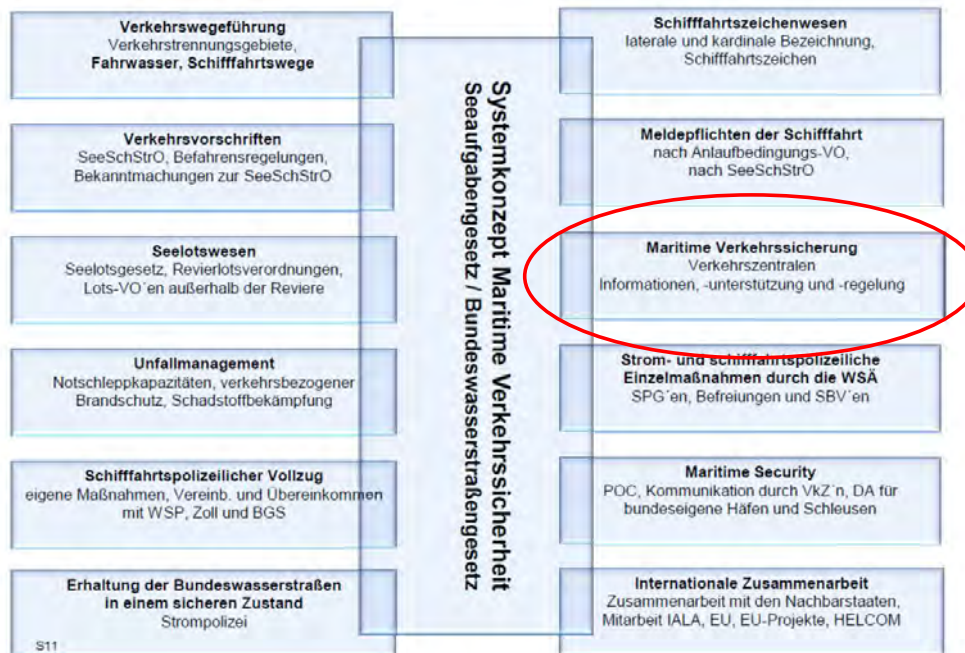 Verkehrswegeführung
Verkehrstrennungsgebiete,
Fahrwasser, Schifffahrtswege
Verkehrsvorschriften
SeeSchStrO, Befahrensregelungen,
Bekanntmachungen zur SeeSchStrO
Seelotswesen
Seelotsgesetz, Revierlotsverordnungen,
Lots-VO´en außerhalb der Reviere
Unfallmanagement
Notschleppkapazitäten, verkehrsbezogener
Brandschutz, Schadstoffbekämpfung
Schifffahrtspolizeilicher Vollzug
eigene Maßnahmen, Vereinb. und Übereinkommen
mit WSP, Zoll und BGS
Erhaltung der Bundeswasserstraßen
in einem sicheren Zustand
Strompolizei
S11
Systemkonzept Maritime Verkehrssicherheit
Seeaufgabengesetz / Bundeswasserstraßengesetz
Schifffahrtszeichenwesen
laterale und kardinale Bezeichnung,
Schifffahrtszeichen
Meldepflichten der Schifffahrt
nach Anlaufbedingungs-VO,
nach SeeSchStrO
Maritime Verkehrssicherung
Verkehrszentralen
Informationen, -unterstützung und -regelung
Strom- und schifffahrtspolizeiliche
Einzelmaßnahmen durch die WSÄ
SPG´en, Befreiungen und SBV´en
Maritime Security
POC, Kommunikation durch VkZ´n, DA für
bundeseigene Häfen und Schleusen
Internationale Zusammenarbeit
Zusammenarbeit mit den Nachbarstaaten,
Mitarbeit IALA, EU, EU-Projekte, HELCOM